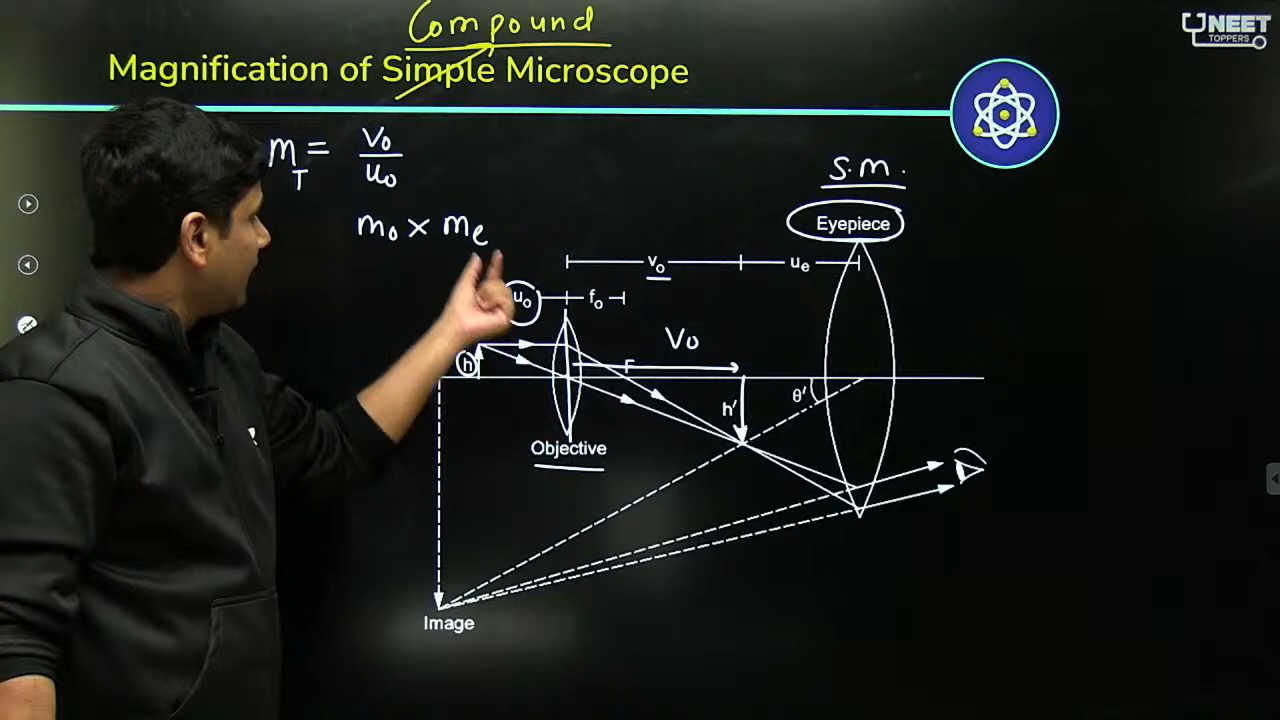 Compound
Magnification of Simple Microscope
UNEET
TOPPERS
m_T = v₀/u₀
m₀ × mₑ
S.M.
Eyepiece
v₀ uₑ
u₀ f₀
V₀
h
F
θ'
h'
Objective
Image